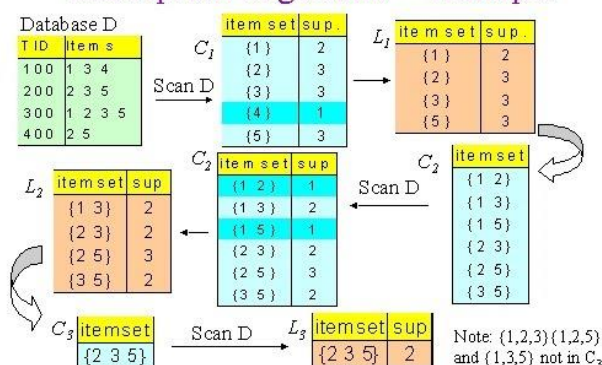 Database D
TID Items
100 1 3 4
200 2 3 5
300 1 2 3 5
400 2 5
Scan D
C1
itemset sup.
{1} 2
{2} 3
{3} 3
{4} 1
{5} 3
L1
itemset sup.
{1} 2
{2} 3
{3} 3
{5} 3
C2
itemset
{1 2}
{1 3}
{1 5}
{2 3}
{2 5}
{3 5}
Scan D
C2
itemset sup
{1 2} 1
{1 3} 2
{1 5} 1
{2 3} 2
{2 5} 3
{3 5} 2
L2
itemset sup
{1 3} 2
{2 3} 2
{2 5} 3
{3 5} 2
C3
itemset
{2 3 5}
Scan D
L3
itemset sup
{2 3 5} 2
Note: {1,2,3}{1,2,5}
and {1,3,5} not in C3